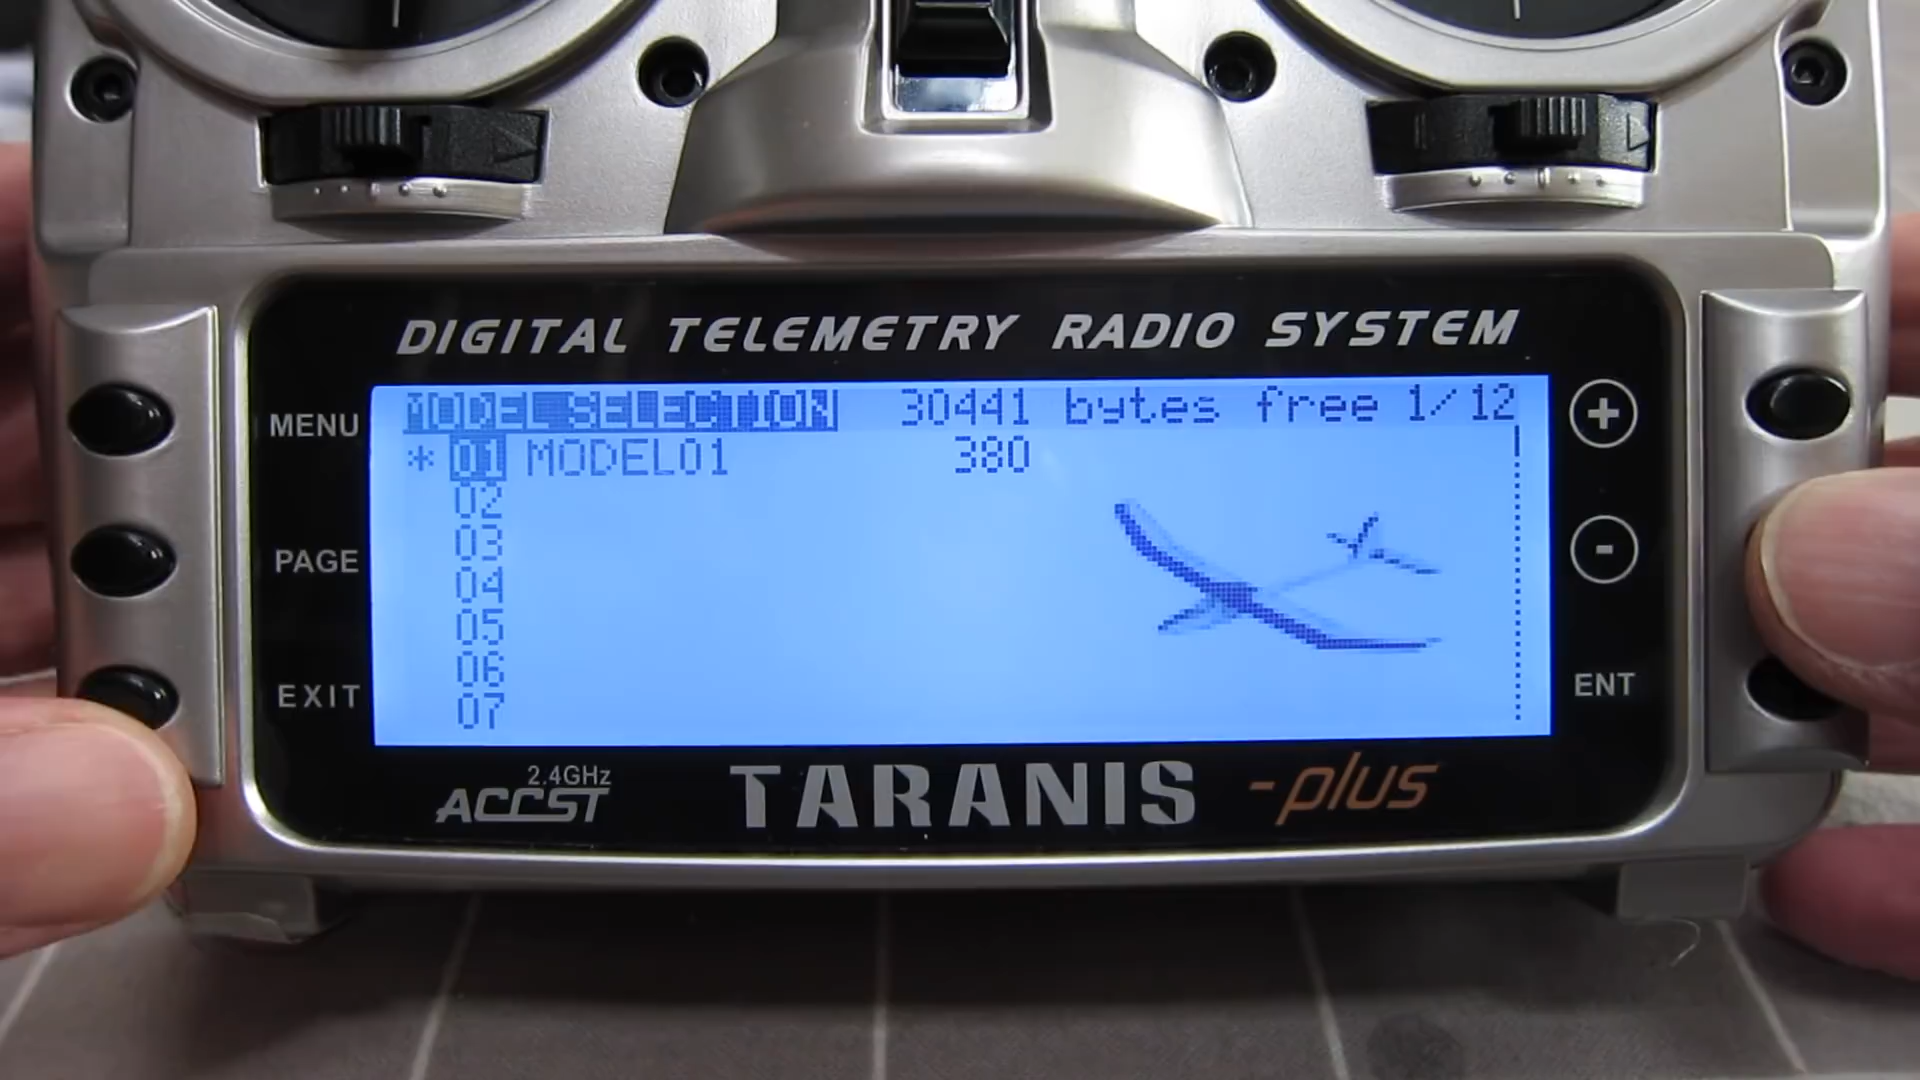 DIGITAL TELEMETRY RADIO SYSTEM
MENU
PAGE
EXIT
MODEL SELECTION 30441 bytes free 1/12
* 01 MODEL01 380
02
03
04
05
06
07
+
-
ENT
2.4GHz
ACCST
TARANIS -plus